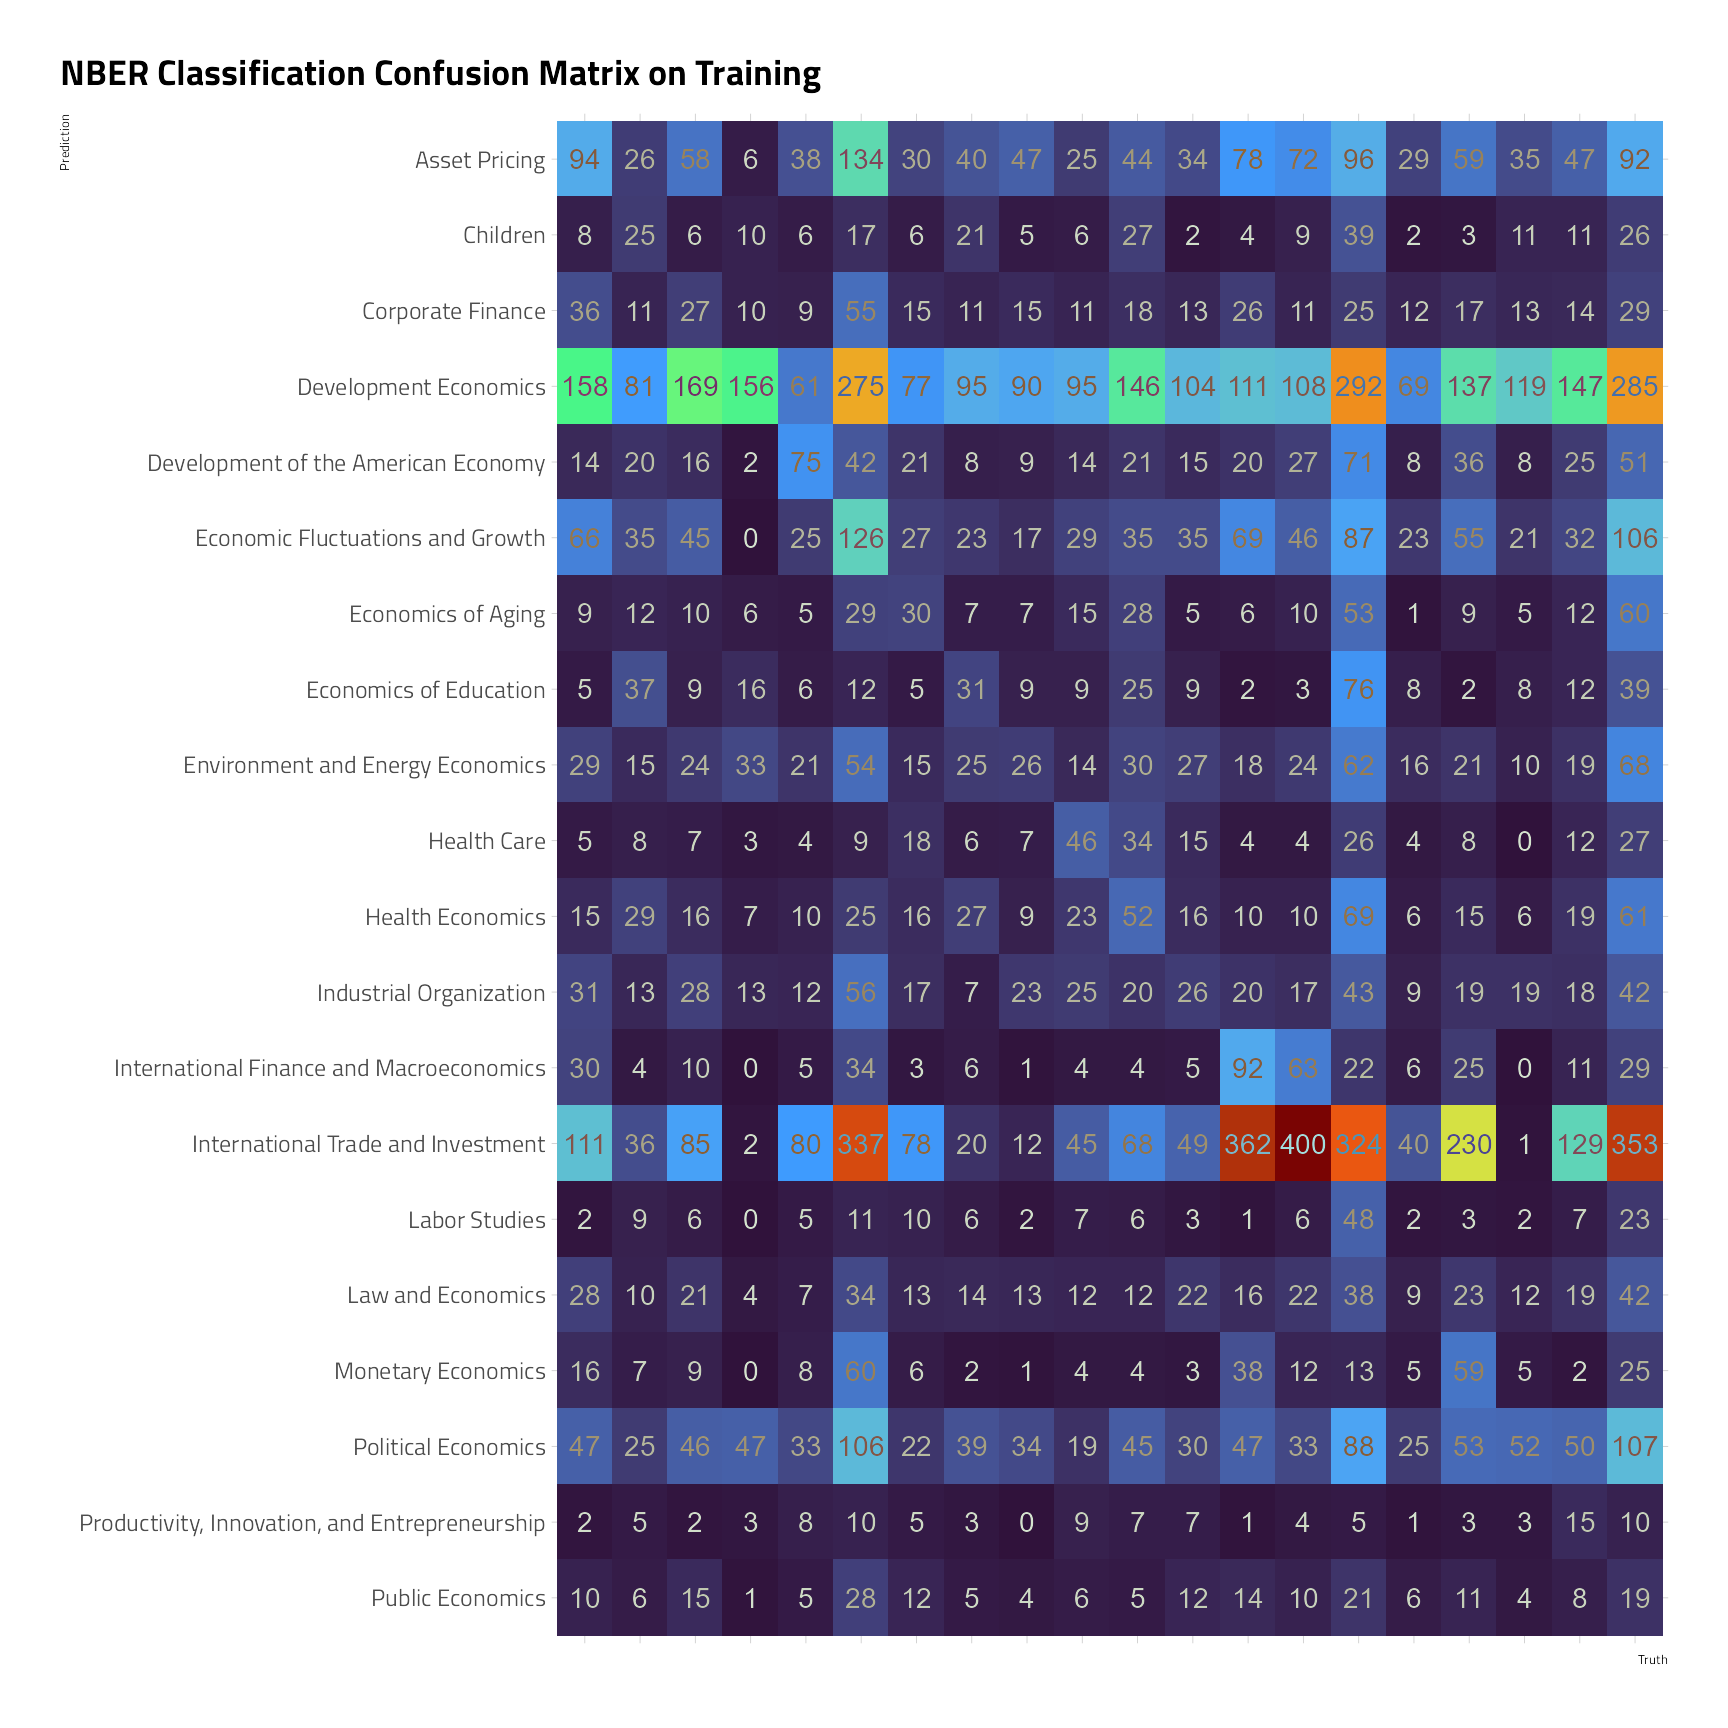 NBER Classification Confusion Matrix on Training
Prediction
Asset Pricing 94 26 58 6 38 134 30 40 47 25 44 34 78 72 96 29 59 35 47 92
Children 8 25 6 10 6 17 6 21 5 6 27 2 4 9 39 2 3 11 11 26
Corporate Finance 36 11 27 10 9 55 15 11 15 11 18 13 26 11 25 12 17 13 14 29
Development Economics 158 81 169 156 61 275 77 95 90 95 146 104 111 108 292 69 137 119 147 285
Development of the American Economy 14 20 16 2 75 42 21 8 9 14 21 15 20 27 71 8 36 8 25 51
Economic Fluctuations and Growth 66 35 45 0 25 126 27 23 17 29 35 35 69 46 87 23 55 21 32 106
Economics of Aging 9 12 10 6 5 29 30 7 7 15 28 5 6 10 53 1 9 5 12 60
Economics of Education 5 37 9 16 6 12 5 31 9 9 25 9 2 3 76 8 2 8 12 39
Environment and Energy Economics 29 15 24 33 21 54 15 25 26 14 30 27 18 24 62 16 21 10 19 68
Health Care 5 8 7 3 4 9 18 6 7 46 34 15 4 4 26 4 8 0 12 27
Health Economics 15 29 16 7 10 25 16 27 9 23 52 16 10 10 69 6 15 6 19 61
Industrial Organization 31 13 28 13 12 56 17 7 23 25 20 26 20 17 43 9 19 19 18 42
International Finance and Macroeconomics 30 4 10 0 5 34 3 6 1 4 4 5 92 63 22 6 25 0 11 29
International Trade and Investment 111 36 85 2 80 337 78 20 12 45 68 49 362 400 324 40 230 1 129 353
Labor Studies 2 9 6 0 5 11 10 6 2 7 6 3 1 6 48 2 3 2 7 23
Law and Economics 28 10 21 4 7 34 13 14 13 12 12 22 16 22 38 9 23 12 19 42
Monetary Economics 16 7 9 0 8 60 6 2 1 4 4 3 38 12 13 5 59 5 2 25
Political Economics 47 25 46 47 33 106 22 39 34 19 45 30 47 33 88 25 53 52 50 107
Productivity, Innovation, and Entrepreneurship 2 5 2 3 8 10 5 3 0 9 7 7 1 4 5 1 3 3 15 10
Public Economics 10 6 15 1 5 28 12 5 4 6 5 12 14 10 21 6 11 4 8 19
Truth